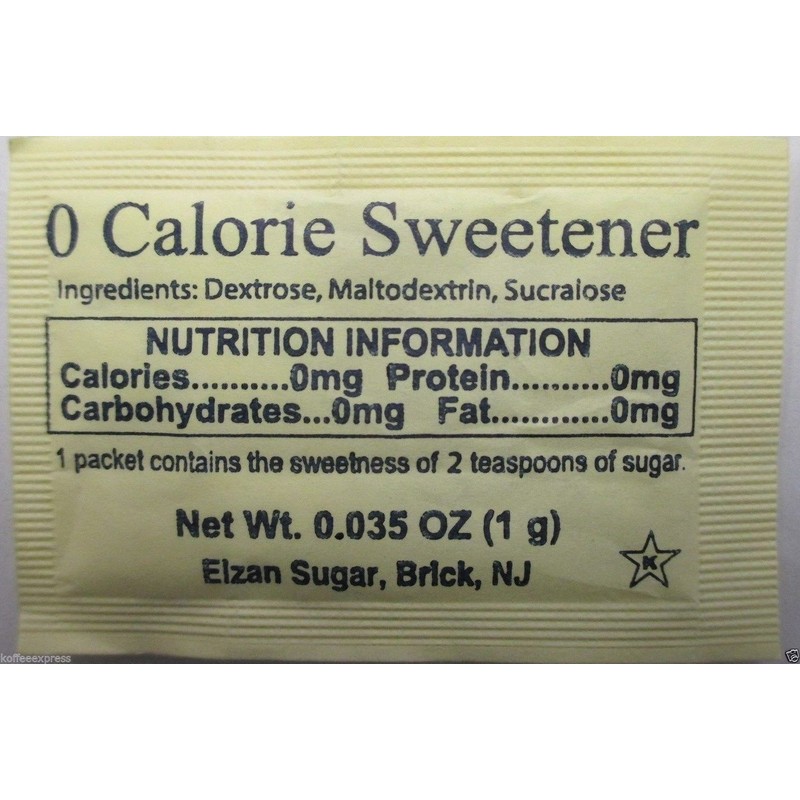 0 Calorie Sweetener
Ingredients: Dextrose, Maltodextrin, Sucralose
NUTRITION INFORMATION
Calories..........0mg Protein..........0mg
Carbohydrates...0mg Fat............0mg
1 packet contains the sweetness of 2 teaspoons of sugar.
Net Wt. 0.035 OZ (1 g)
Elzan Sugar, Brick, NJ
K
koffeeexpress